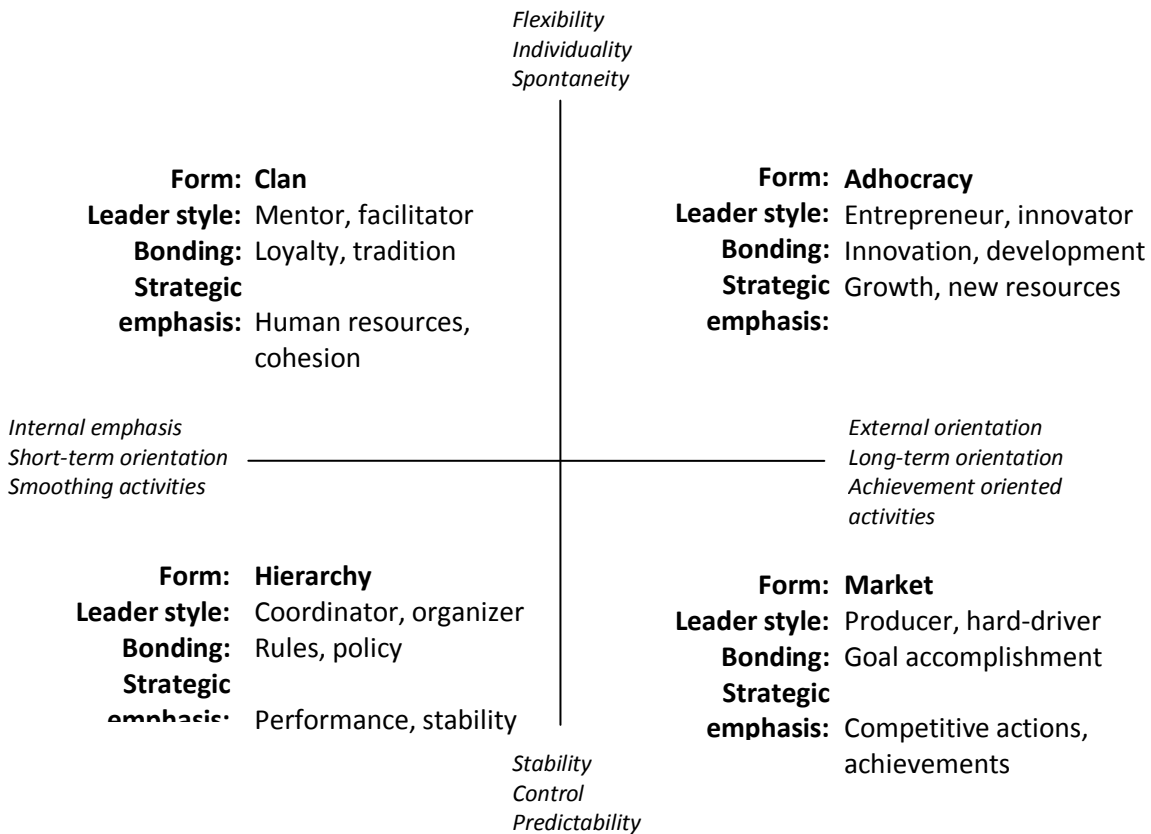 Flexibility
Individuality
Spontaneity
Form: Clan
Leader style: Mentor, facilitator
Bonding: Loyalty, tradition
Strategic
emphasis: Human resources,
cohesion
Form: Adhocracy
Leader style: Entrepreneur, innovator
Bonding: Innovation, development
Strategic Growth, new resources
emphasis:
Internal emphasis
Short-term orientation
Smoothing activities
External orientation
Long-term orientation
Achievement oriented
activities
Form: Hierarchy
Leader style: Coordinator, organizer
Bonding: Rules, policy
Strategic
emphasis: Performance, stability
Form: Market
Leader style: Producer, hard-driver
Bonding: Goal accomplishment
Strategic
emphasis: Competitive actions,
achievements
Stability
Control
Predictability